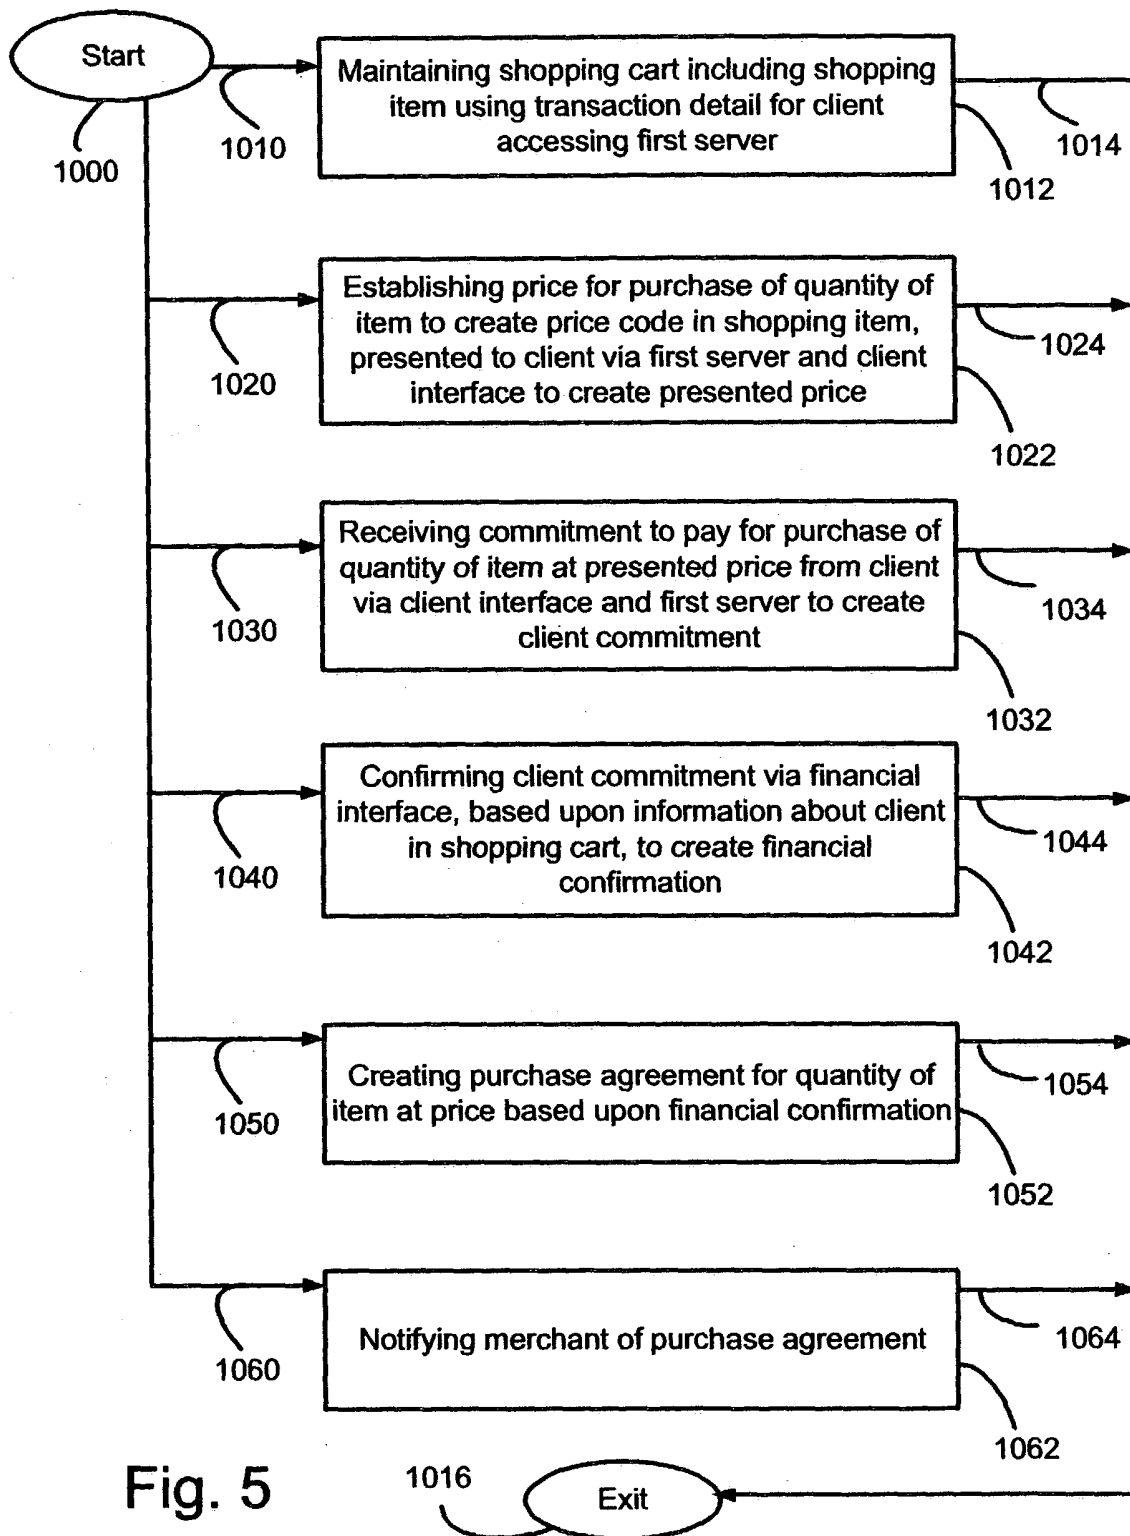 Start
1000
1010
Maintaining shopping cart including shopping
item using transaction detail for client
accessing first server
1014
1012
Establishing price for purchase of quantity of
item to create price code in shopping item,
presented to client via first server and client
interface to create presented price
1020
1024
1022
Receiving commitment to pay for purchase of
quantity of item at presented price from client
via client interface and first server to create
client commitment
1030
1034
1032
Confirming client commitment via financial
interface, based upon information about client
in shopping cart, to create financial
confirmation
1040
1044
1042
Creating purchase agreement for quantity of
item at price based upon financial confirmation
1050
1054
1052
Notifying merchant of purchase agreement
1060
1064
1062
Fig. 5
1016
Exit